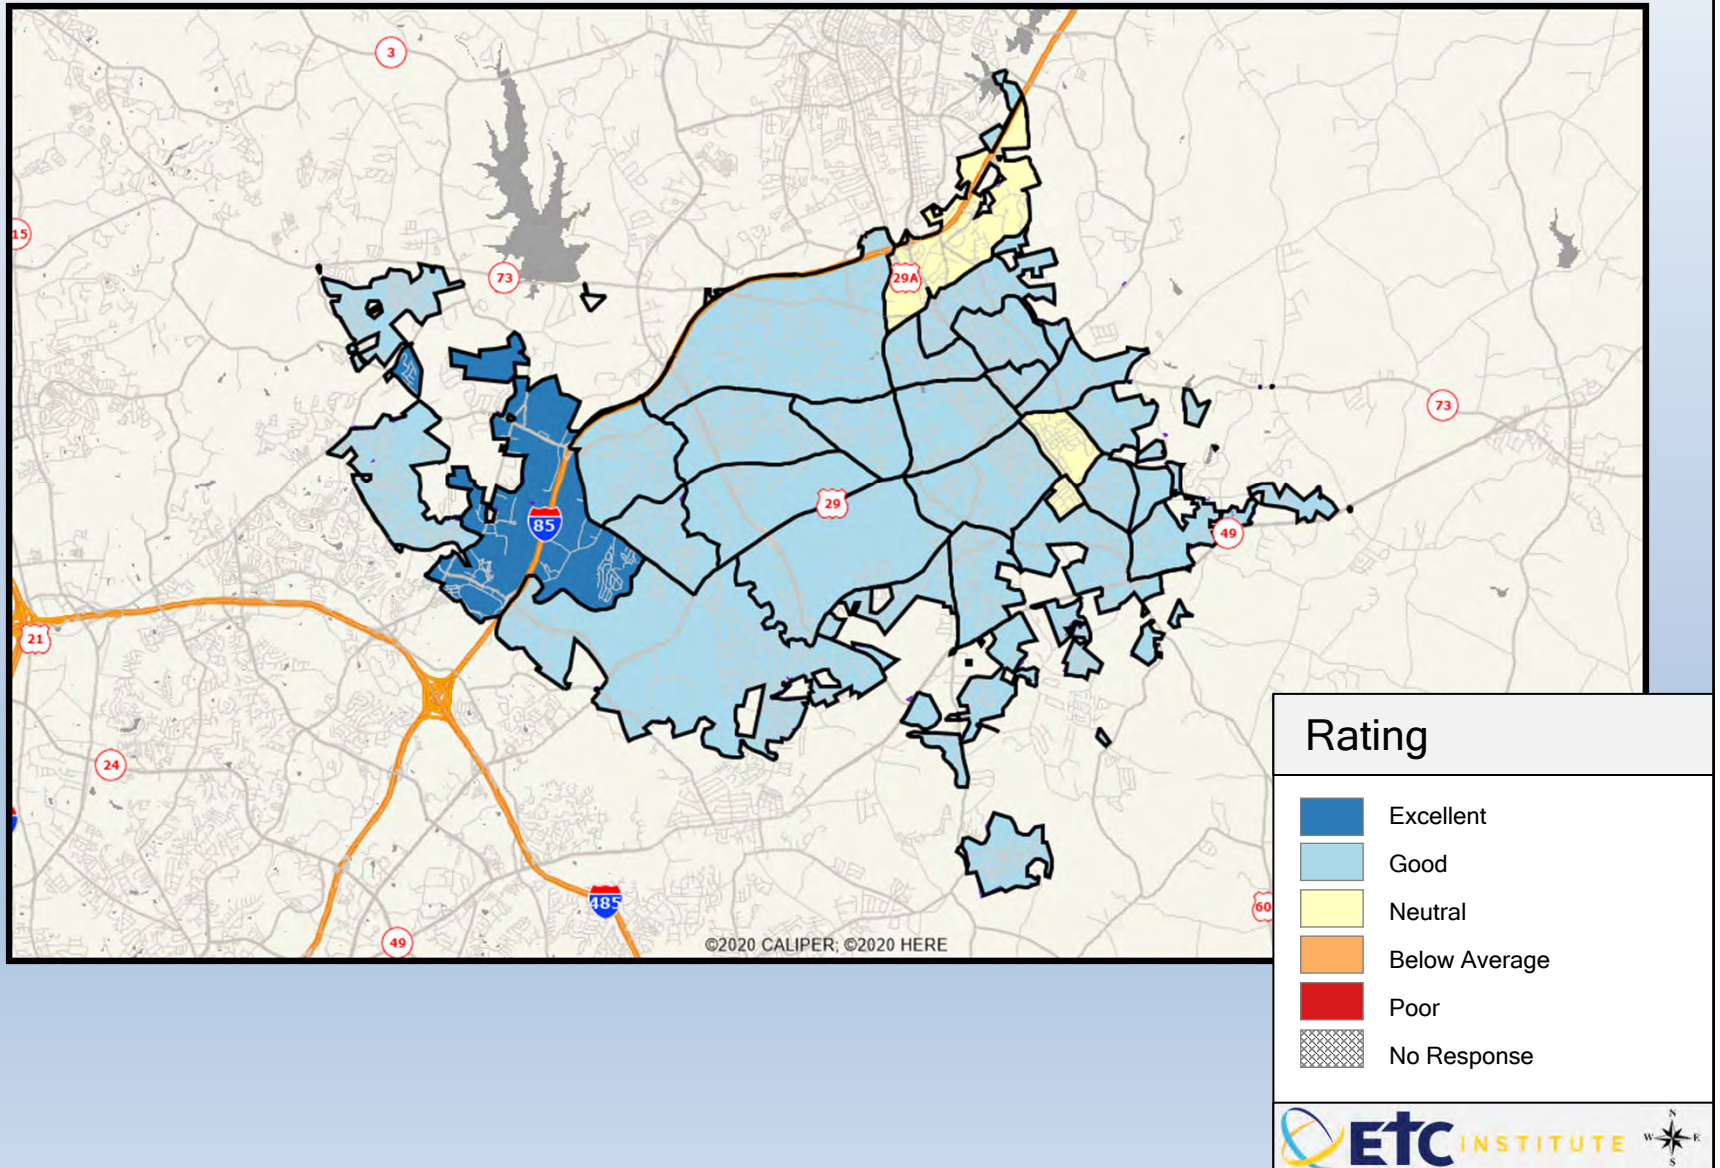 3
15
73
29A
73
29
85
49
21
24
485
49
60
©2020 CALIPER; ©2020 HERE
Rating
Excellent
Good
Neutral
Below Average
Poor
No Response
ETC INSTITUTE
N
W E
S